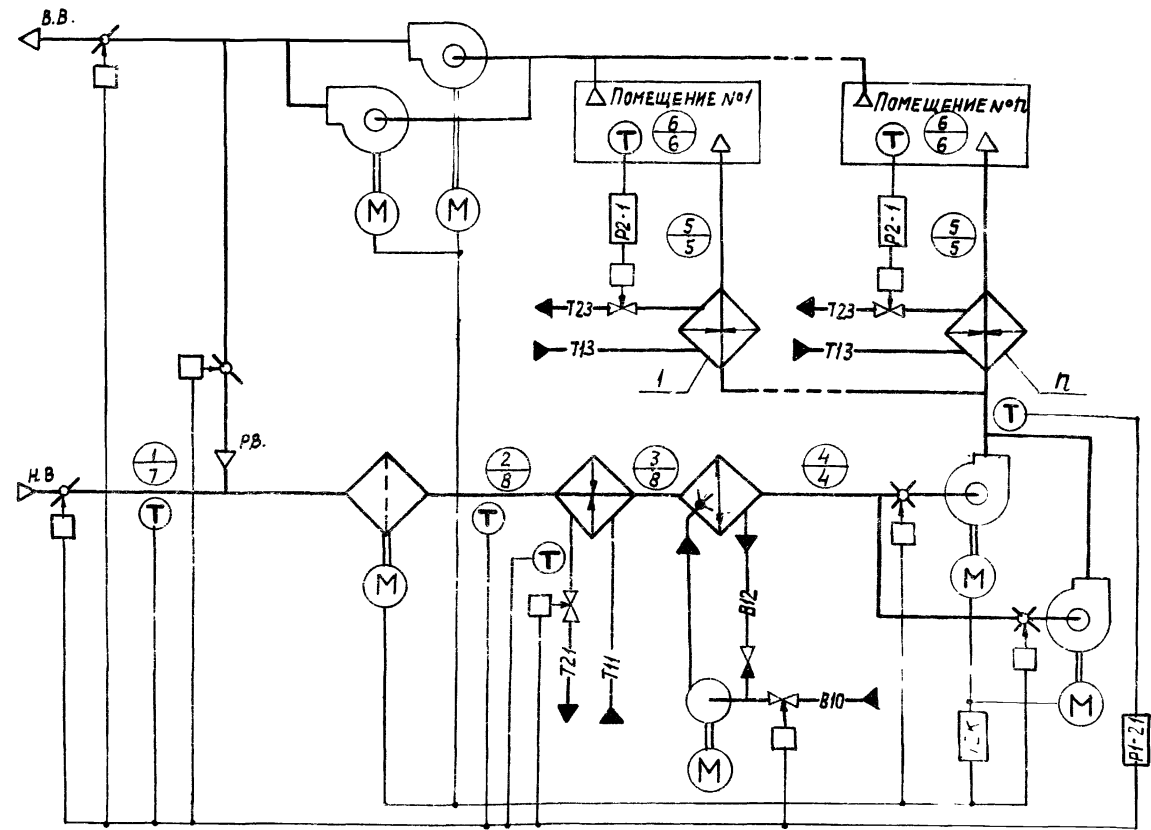 В.В.
ПОМЕЩЕНИЕ №1
ПОМЕЩЕНИЕ №n
Т
6
6
Т
6
6
М
М
Р2-1
5
5
Р2-1
5
5
Т23
Т23
Т13
Т13
1
n
Т
Н.В
1
7
Р.В.
2
8
3
8
4
4
Т
Т
Т
М
М
В12
Т21
Т11
В10
М
М
Р1-21